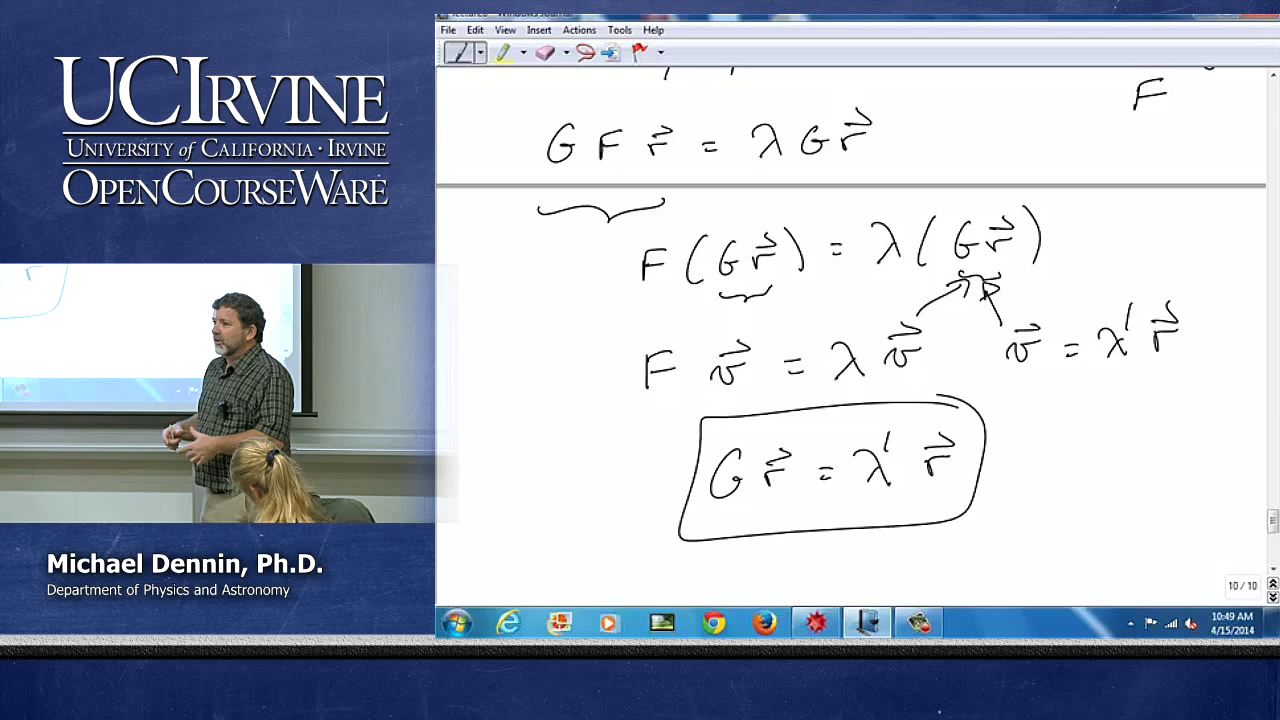 UCIRVINE
UNIVERSITY of CALIFORNIA · IRVINE
OPENCOURSEWARE
File Edit View Insert Actions Tools Help
F
G F r⃗ = λ G r⃗
F ( G r⃗ ) = λ ( G r⃗ )
F v⃗ = λ v⃗ v⃗ = λ' r⃗
G r⃗ = λ' r⃗
10 / 10
10:49 AM
4/15/2014
Michael Dennin, Ph.D.
Department of Physics and Astronomy